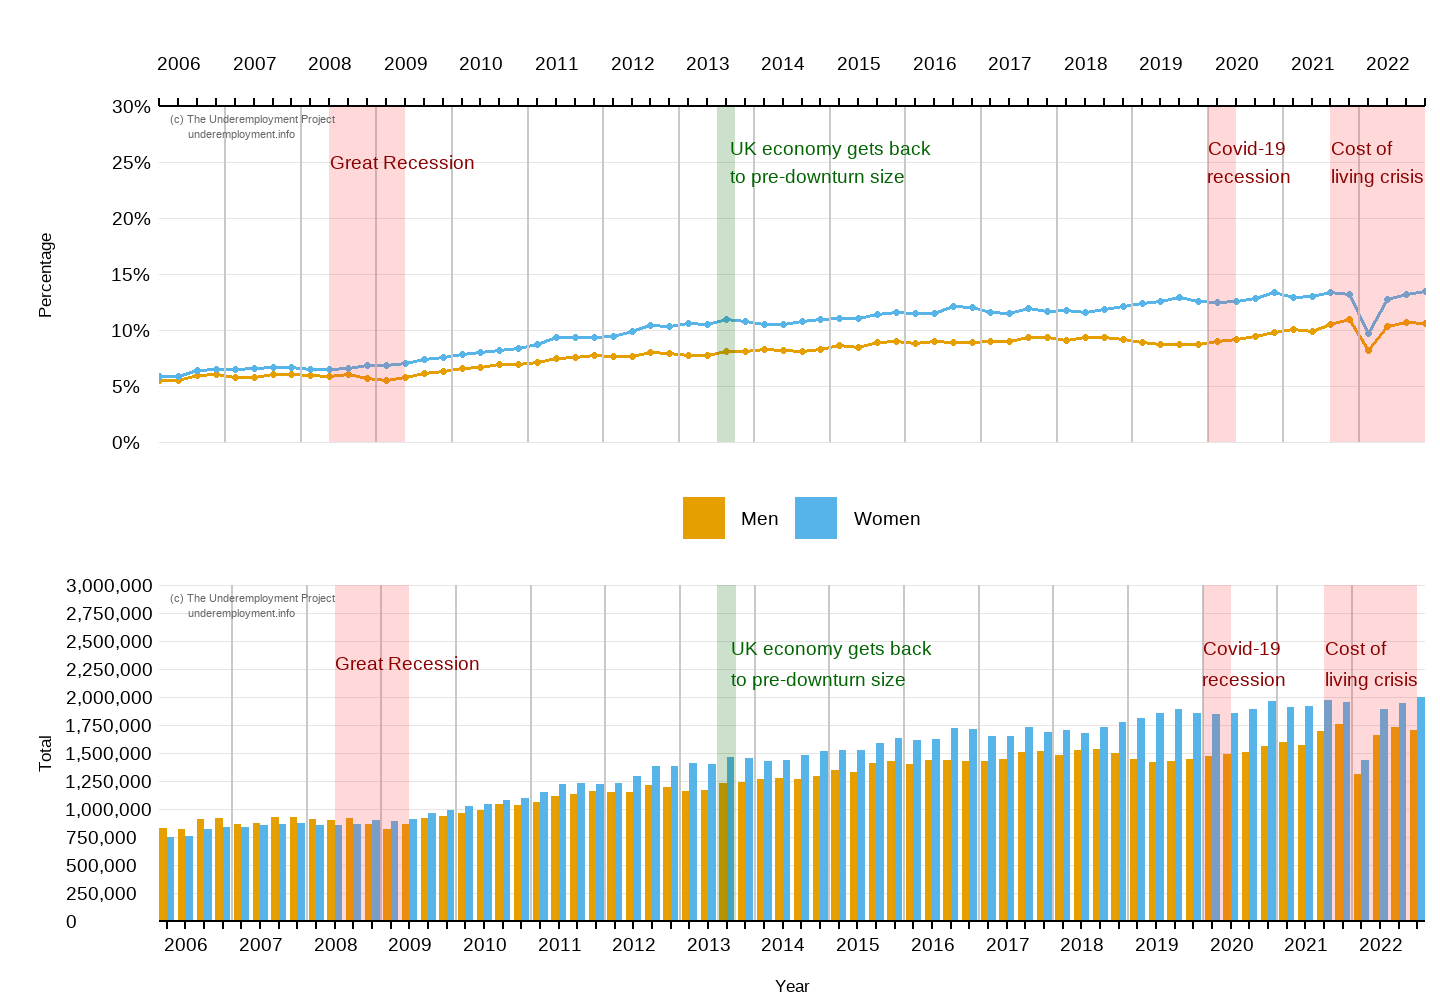 2006 2007 2008 2009 2010 2011 2012 2013 2014 2015 2016 2017 2018 2019 2020 2021 2022
30%
(c) The Underemployment Project
underemployment.info
UK economy gets back
Covid-19
Cost of
25%
Great Recession
to pre-downturn size
recession
living crisis
20%
Percentage
15%
10%
5%
0%
Men Women
3,000,000
(c) The Underemployment Project
underemployment.info
2,750,000
2,500,000
UK economy gets back
Covid-19
Cost of
2,250,000
Great Recession
to pre-downturn size
recession
living crisis
2,000,000
1,750,000
Total
1,500,000
1,250,000
1,000,000
750,000
500,000
250,000
0
2006 2007 2008 2009 2010 2011 2012 2013 2014 2015 2016 2017 2018 2019 2020 2021 2022
Year